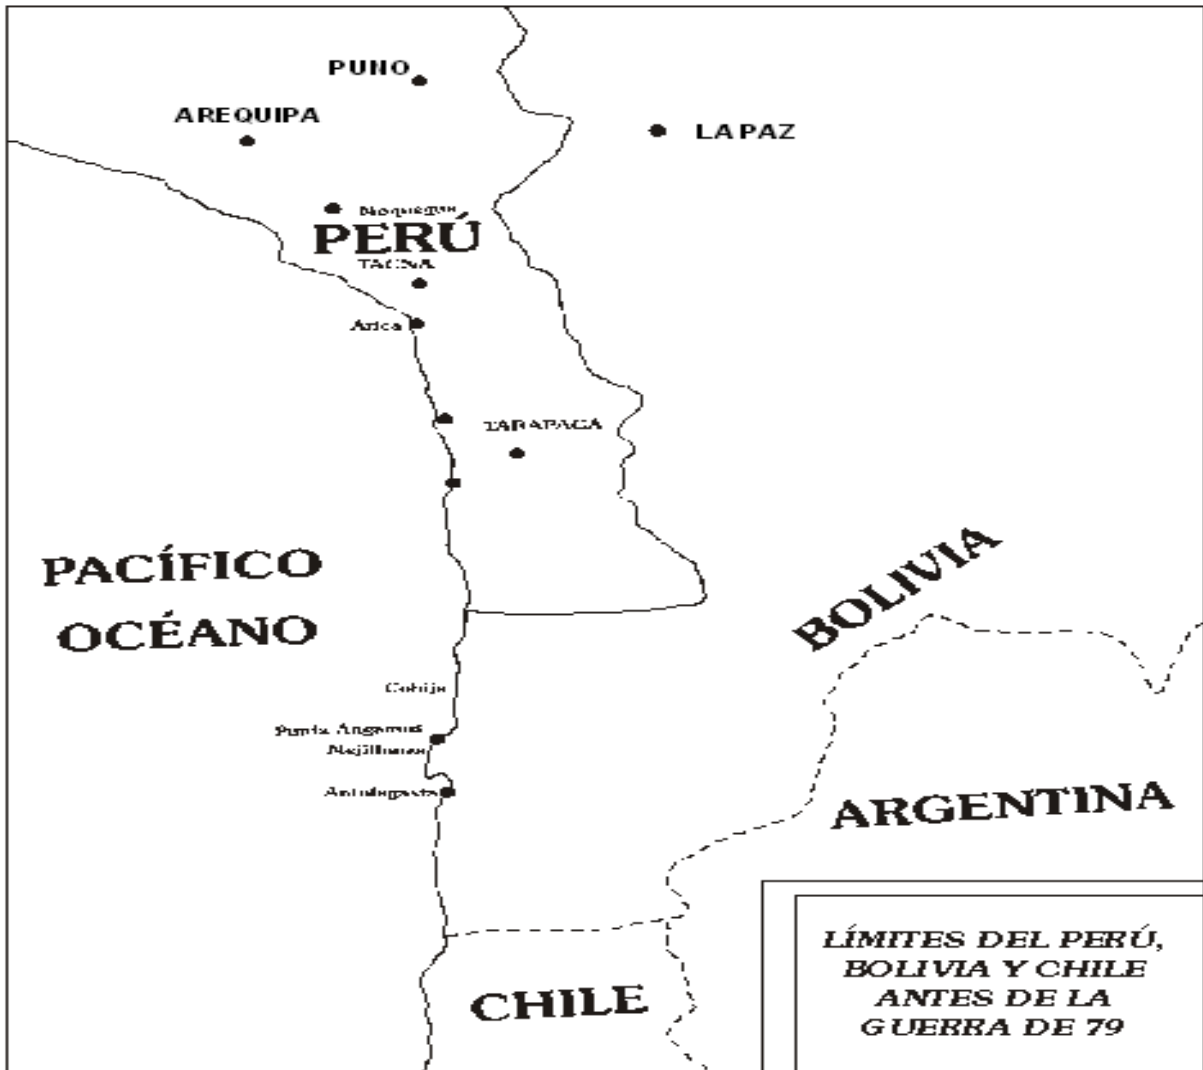 PUNO
AREQUIPA
LA PAZ
Moquegua
PERÚ
TACNA
Arica
TARAPACA
PACÍFICO
OCÉANO
BOLIVIA
Cobija
Punta Angamos
Mejillones
Antofagasta
ARGENTINA
CHILE
LÍMITES DEL PERÚ,
BOLIVIA Y CHILE
ANTES DE LA
GUERRA DE 79